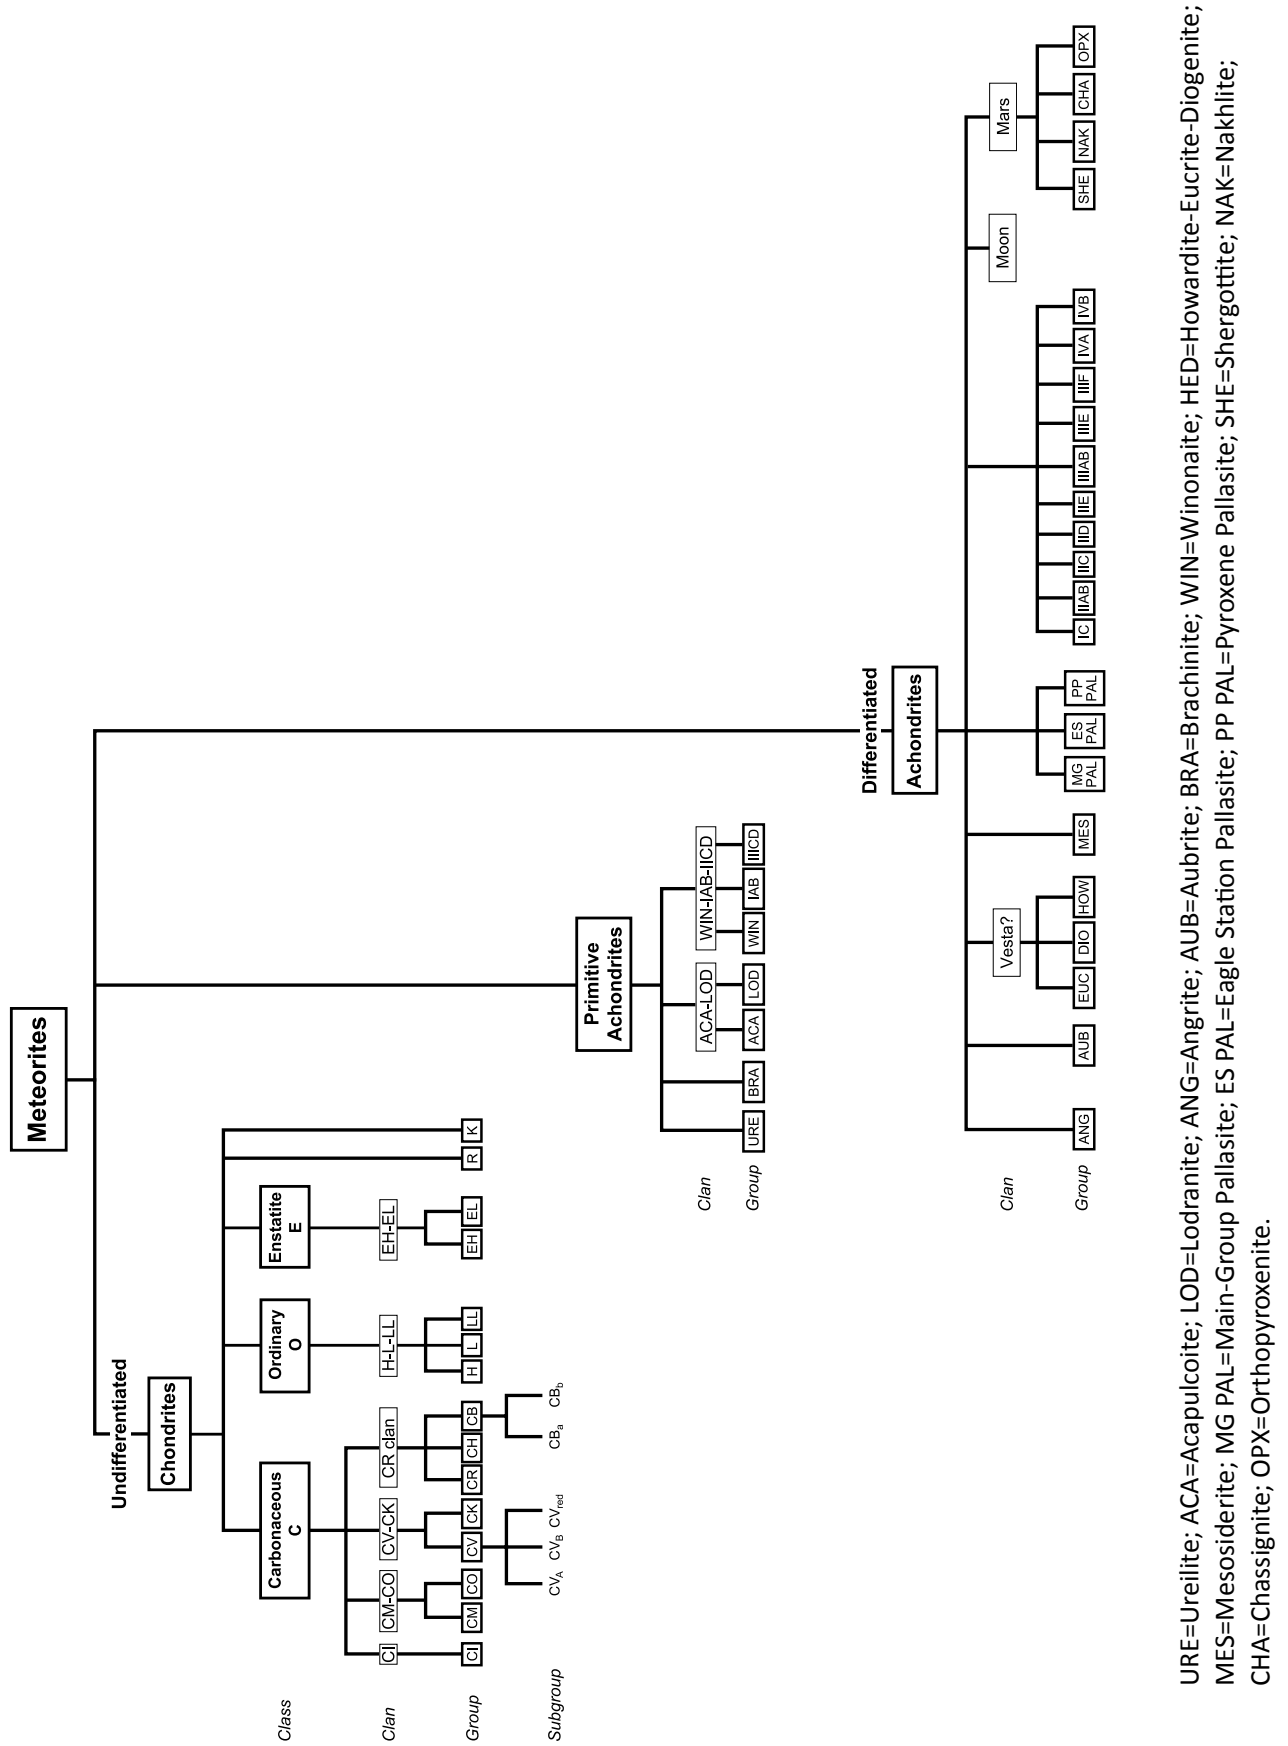 Meteorites
Undifferentiated
Chondrites
Class
Carbonaceous
C
Ordinary
O
Enstatite
E
Clan
CI
CM-CO
CV-CK
CR clan
H-L-LL
EH-EL
Group
CI
CM
CO
CV
CK
CR
CH
CB
H
L
LL
EH
EL
R
K
Subgroup
CVA
CVB
CVred
CBa
CBb
Primitive
Achondrites
Clan
ACA-LOD
WIN-IAB-IICD
Group
URE
BRA
ACA
LOD
WIN
IAB
IIICD
Differentiated
Achondrites
Clan
Vesta?
Moon
Mars
Group
ANG
AUB
EUC
DIO
HOW
MES
MG
PAL
ES
PAL
PP
PAL
IC
IIAB
IIC
IID
IIE
IIIAB
IIIE
IIIF
IVA
IVB
SHE
NAK
CHA
OPX
URE=Ureilite; ACA=Acapulcoite; LOD=Lodranite; ANG=Angrite; AUB=Aubrite; BRA=Brachinite; WIN=Winonaite; HED=Howardite-Eucrite-Diogenite;
MES=Mesosiderite; MG PAL=Main-Group Pallasite; ES PAL=Eagle Station Pallasite; PP PAL=Pyroxene Pallasite; SHE=Shergottite; NAK=Nakhlite;
CHA=Chassignite; OPX=Orthopyroxenite.